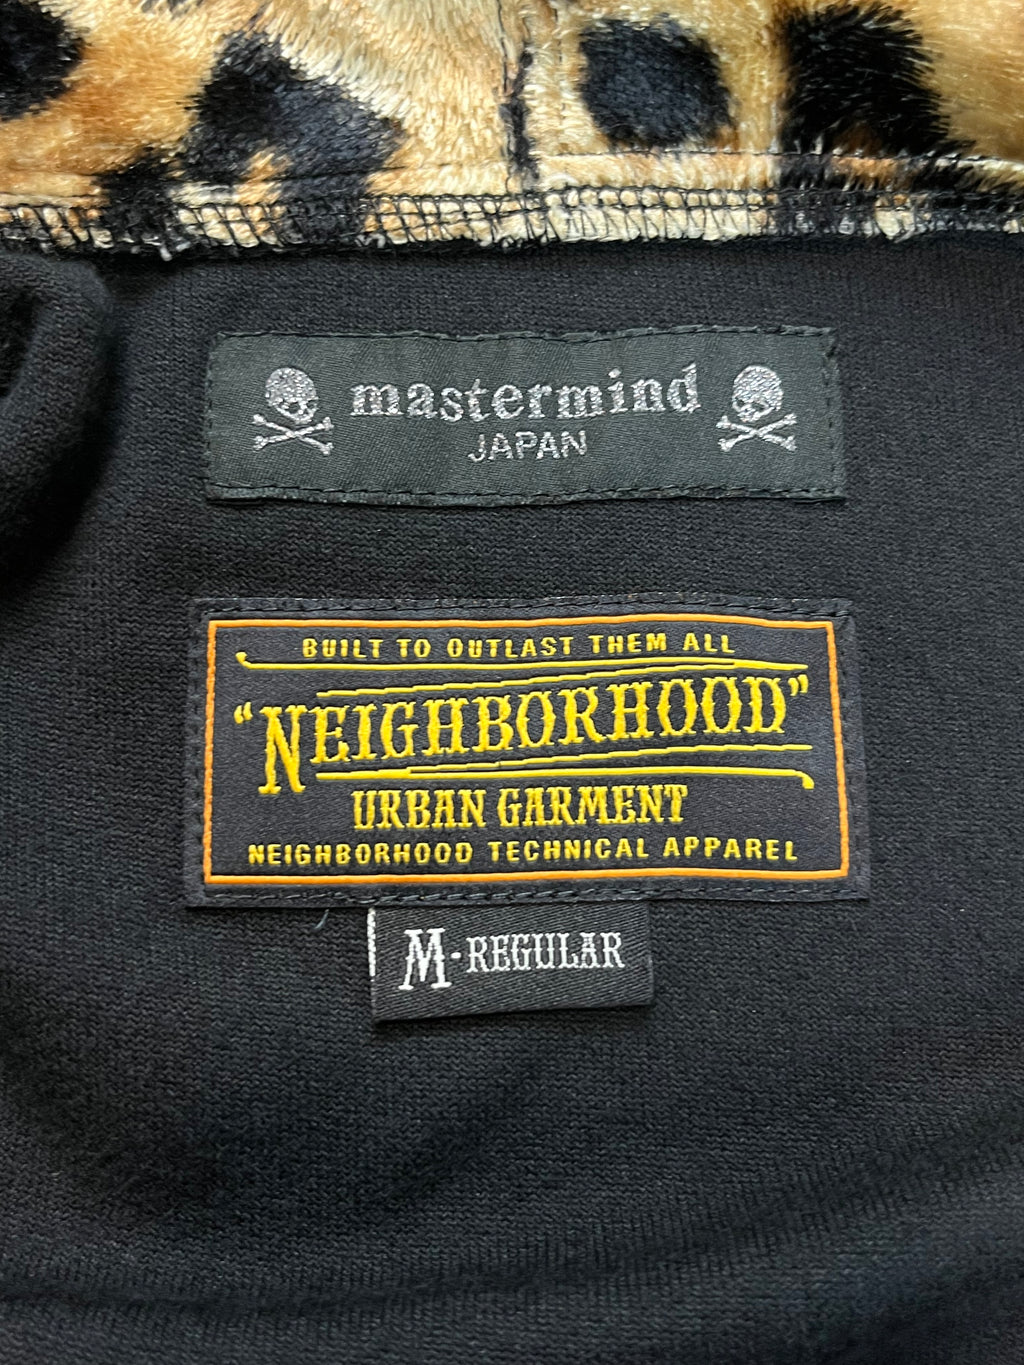 mastermind
JAPAN
BUILT TO OUTLAST THEM ALL
"NEIGHBORHOOD"
URBAN GARMENT
NEIGHBORHOOD TECHNICAL APPAREL
M-REGULAR